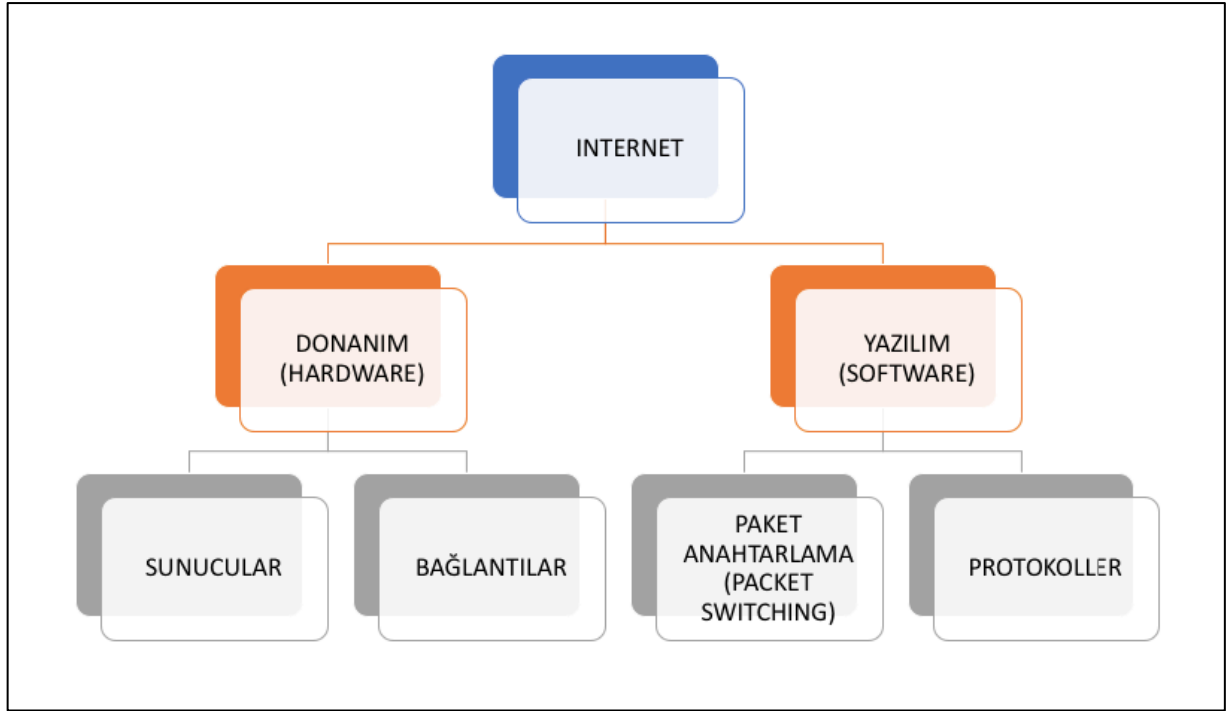 INTERNET
DONANIM
(HARDWARE)
YAZILIM
(SOFTWARE)
SUNUCULAR
BAĞLANTILAR
PAKET
ANAHTARLAMA
(PACKET
SWITCHING)
PROTOKOLLER